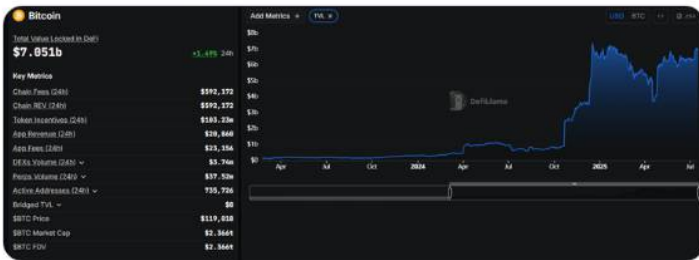 Bitcoin
Total Value Locked in DeFi
$7.051b
+1.69% 24h
Key Metrics
Chain Fees (24h) $592,172
Chain REV (24h) $592,172
Token Incentives (24h) $103.23m
App Revenue (24h) $20,860
App Fees (24h) $23,156
DEXs Volume (24h) $3.74m
Perps Volume (24h) $37.52m
Active Addresses (24h) 735,726
Bridged TVL $0
$BTC Price $119,010
$BTC Market Cap $2.366t
$BTC FDV $2.366t
Add Metrics + TVL
USD BTC
$8b
$7b
$6b
$5b
$4b
$3b
$2b
$1b
$0
DefiLlama
Apr Jul Oct 2024 Apr Jul Oct 2025 Apr Jul